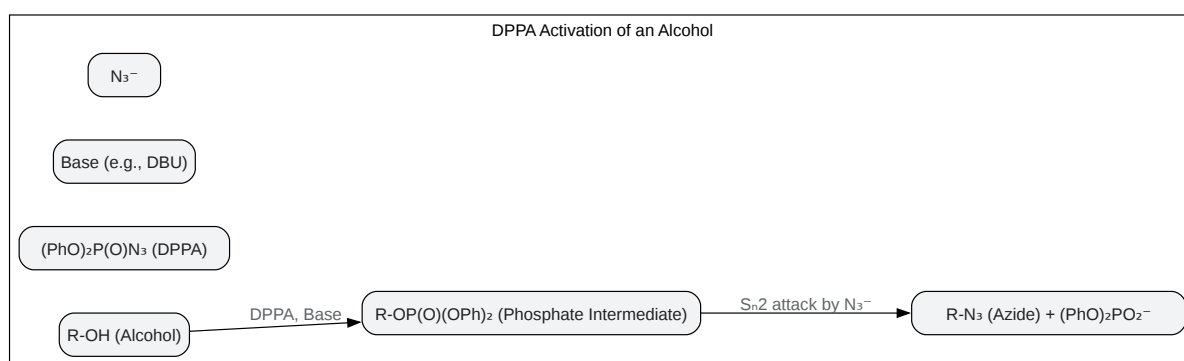 DPPA Activation of an Alcohol
N₃⁻
Base (e.g., DBU)
(PhO)₂P(O)N₃ (DPPA)
R-OH (Alcohol)
DPPA, Base
R-OP(O)(OPh)₂ (Phosphate Intermediate)
Sₙ2 attack by N₃⁻
R-N₃ (Azide) + (PhO)₂PO₂⁻